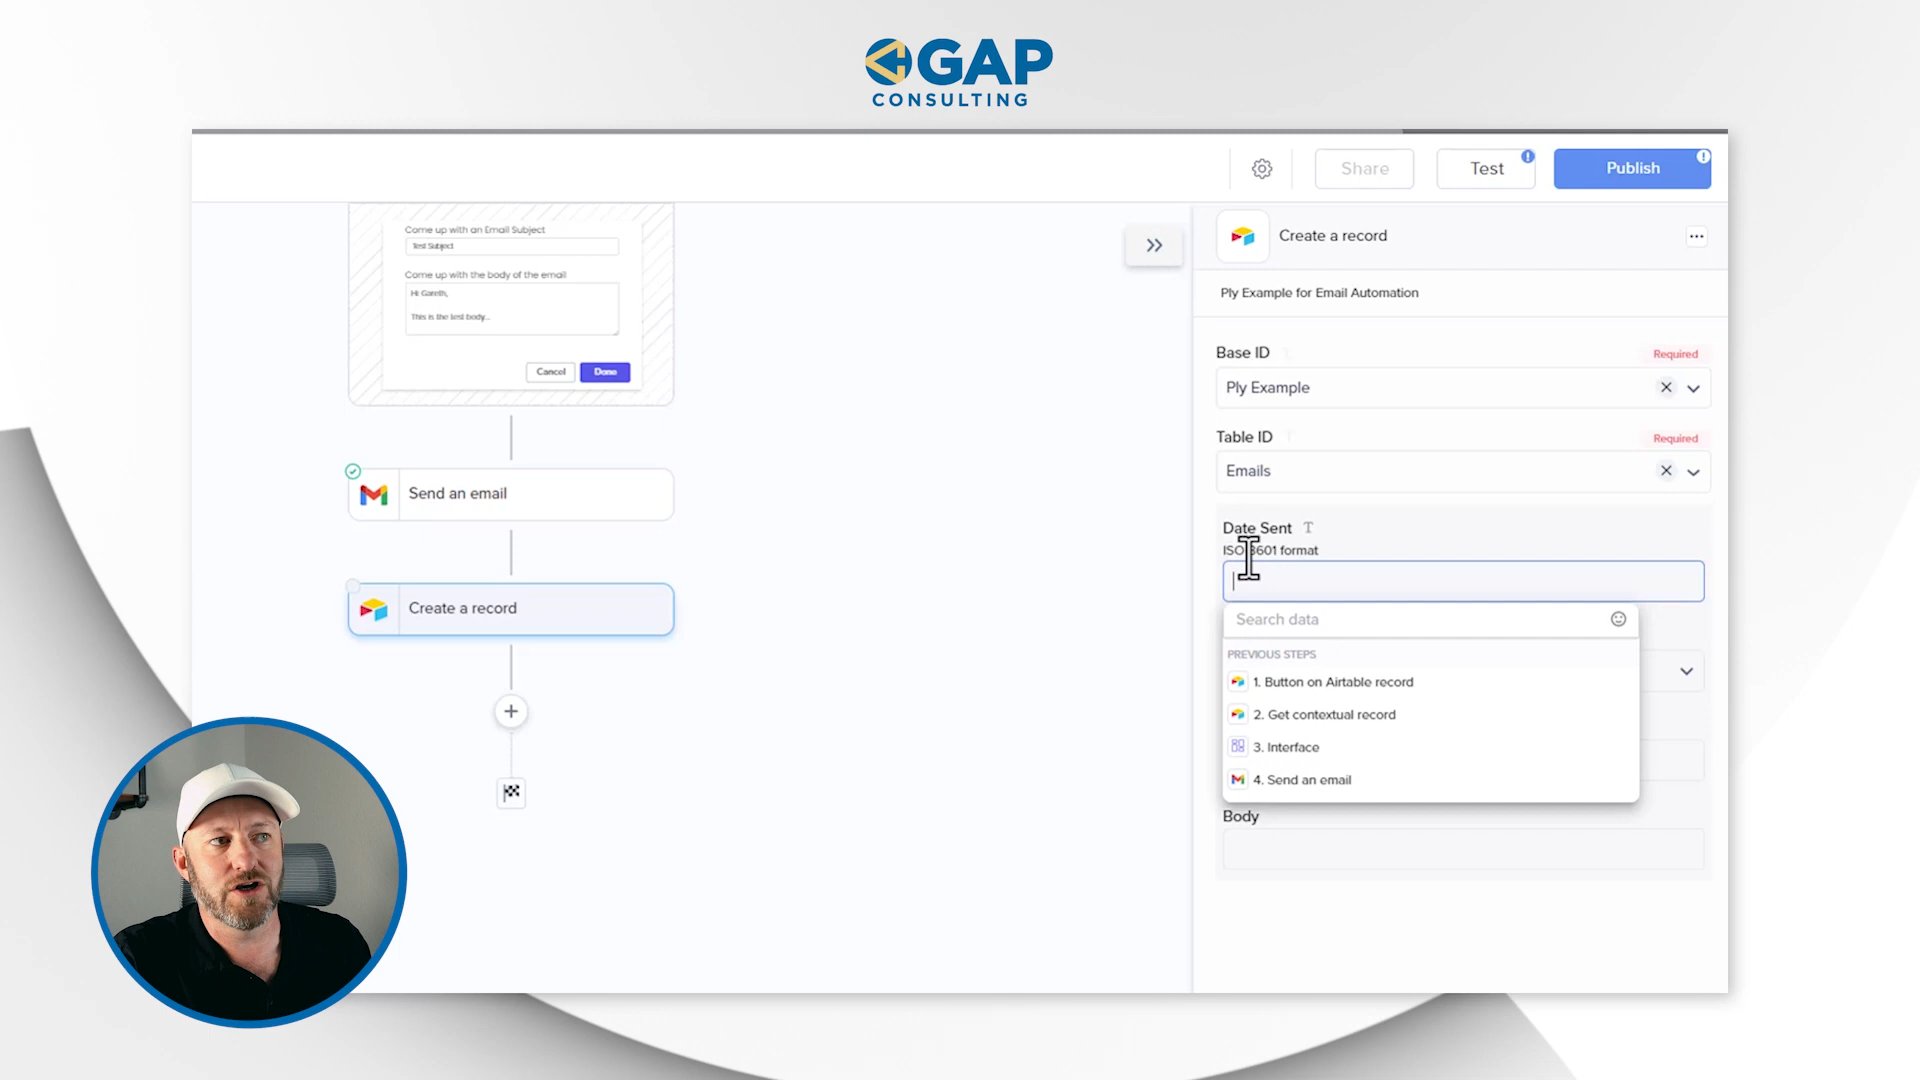 GAP
CONSULTING
Share
Test
Publish
Come up with an Email Subject
Test Subject
Come up with the body of the email
Hi Gareth,
This is the test body...
Cancel
Done
Send an email
Create a record
Create a record
Ply Example for Email Automation
Base ID
Required
Ply Example
Table ID
Required
Emails
Date Sent T
ISO 8601 format
Search data
PREVIOUS STEPS
1. Button on Airtable record
2. Get contextual record
3. Interface
4. Send an email
Body